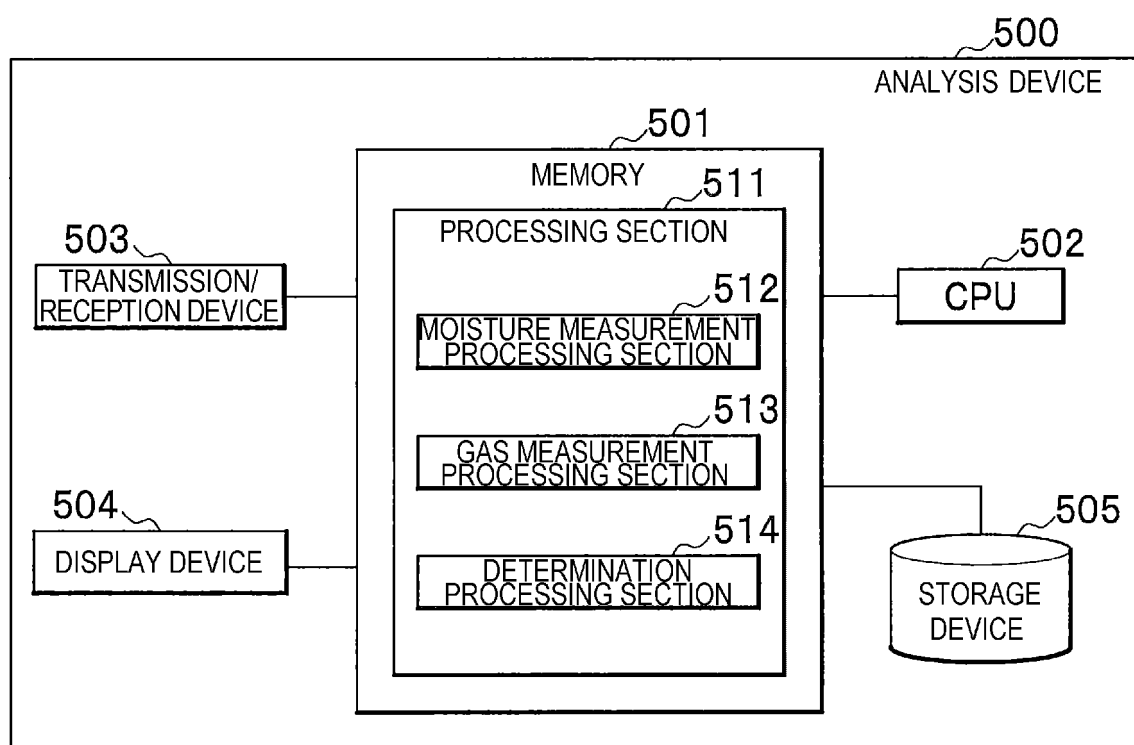 500
ANALYSIS DEVICE
501
MEMORY
511
PROCESSING SECTION
503
TRANSMISSION/
RECEPTION DEVICE
502
CPU
512
MOISTURE MEASUREMENT
PROCESSING SECTION
513
GAS MEASUREMENT
PROCESSING SECTION
504
DISPLAY DEVICE
514
DETERMINATION
PROCESSING SECTION
505
STORAGE
DEVICE